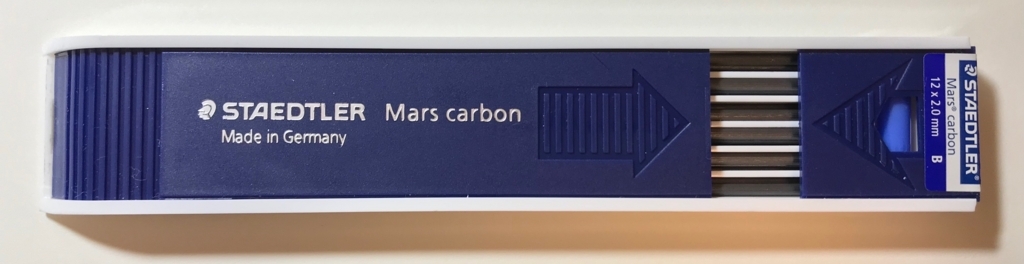 STAEDTLER Mars carbon
Made in Germany
STAEDTLER
Mars® carbon
12 x 2.0 mm B